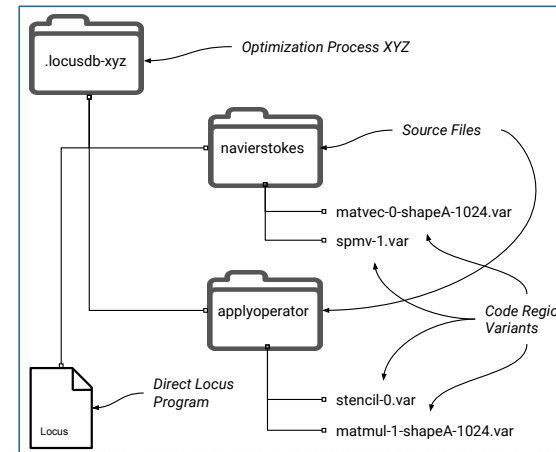 .locusdb-xyz
Optimization Process XYZ
navierstokes
Source Files
matvec-0-shapeA-1024.var
spmv-1.var
applyoperator
Code Regio
Variants
Direct Locus
Program
Locus
stencil-0.var
matmul-1-shapeA-1024.var